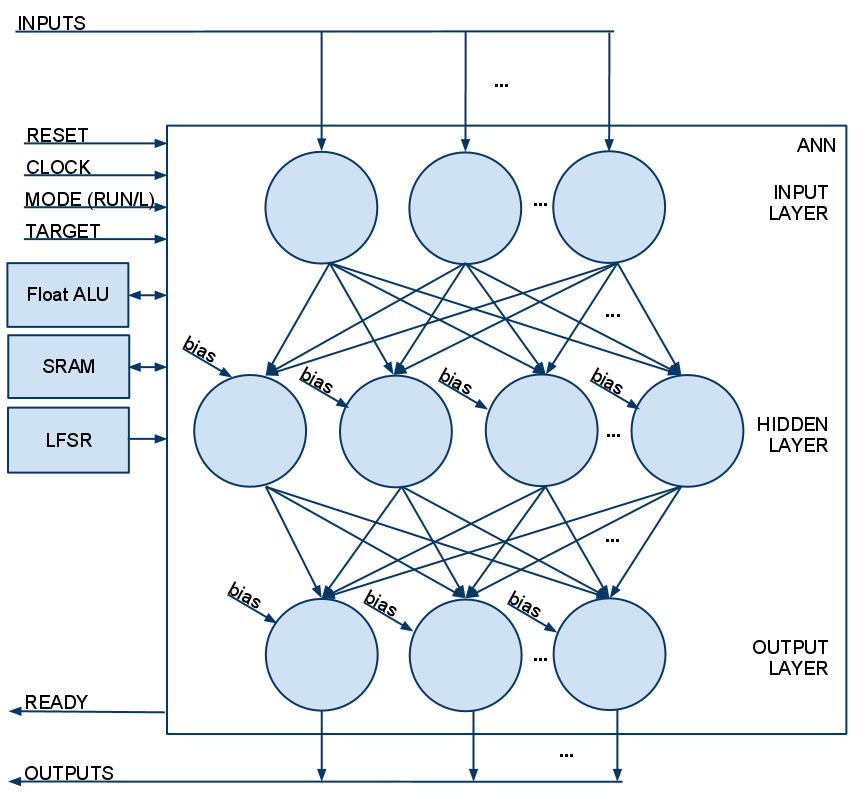 INPUTS
...
RESET
ANN
CLOCK
MODE (RUN/L)
INPUT
LAYER
...
TARGET
Float ALU
...
bias
SRAM
bias
bias
bias
LFSR
...
HIDDEN
LAYER
...
bias
bias
bias
...
OUTPUT
LAYER
READY
...
OUTPUTS